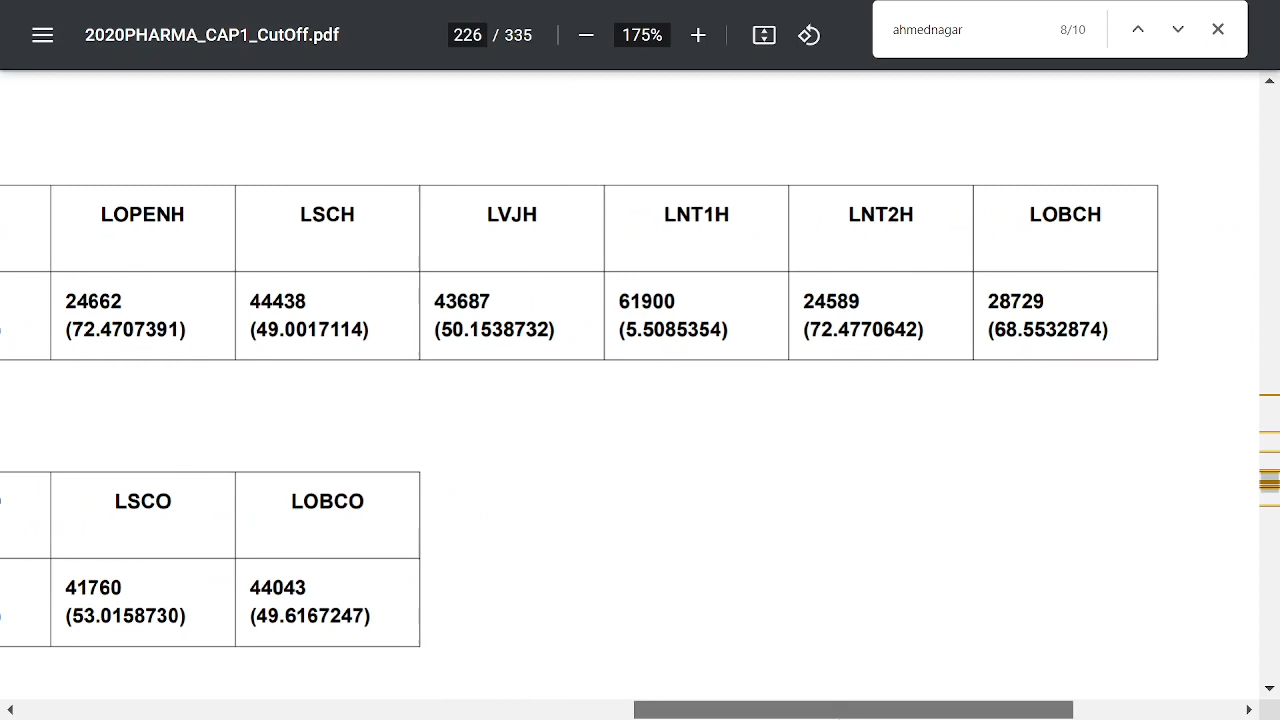 2020PHARMA_CAP1_CutOff.pdf 226 / 335 175% ahmednagar 8/10
LOPENH LSCH LVJH LNT1H LNT2H LOBCH
24662 44438 43687 61900 24589 28729
(72.4707391) (49.0017114) (50.1538732) (5.5085354) (72.4770642) (68.5532874)
LSCO LOBCO
41760 44043
(53.0158730) (49.6167247)